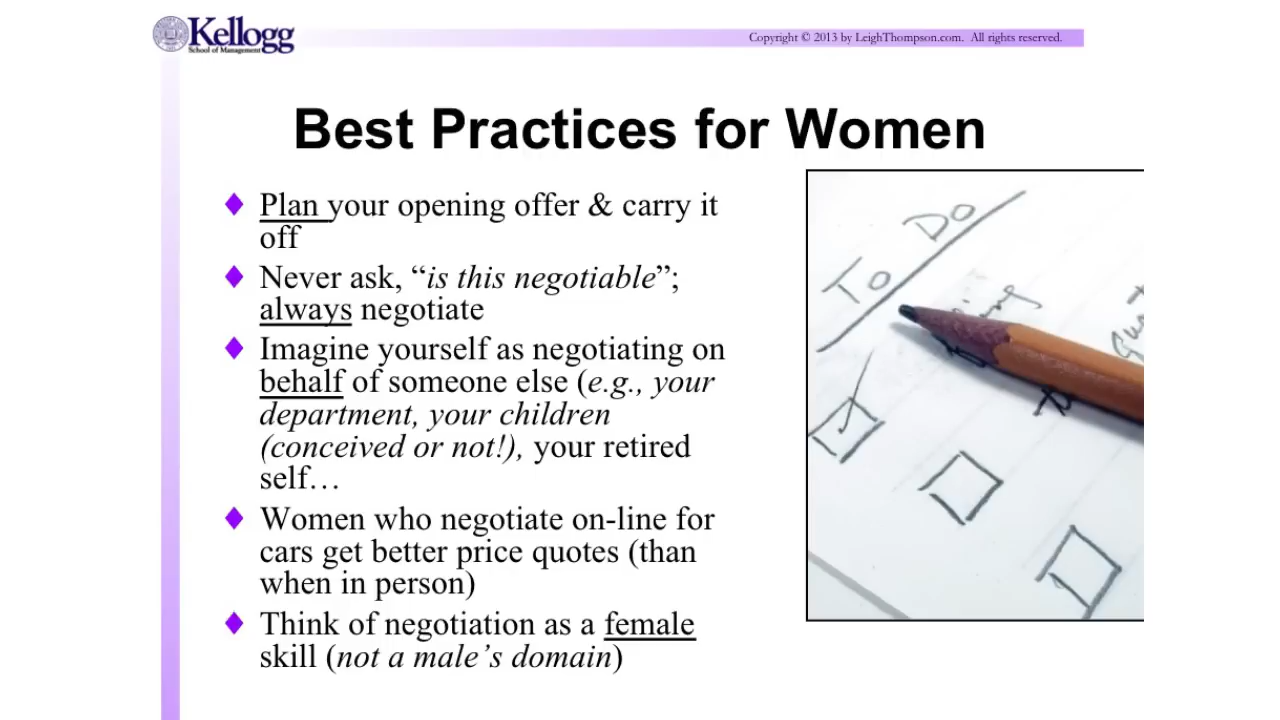 Kellogg
School of Management
Copyright © 2013 by LeighThompson.com. All rights reserved.
Best Practices for Women
Plan your opening offer & carry it
off
Never ask, “is this negotiable”;
always negotiate
Imagine yourself as negotiating on
behalf of someone else (e.g., your
department, your children
(conceived or not!), your retired
self…
Women who negotiate on-line for
cars get better price quotes (than
when in person)
Think of negotiation as a female
skill (not a male’s domain)
To Do